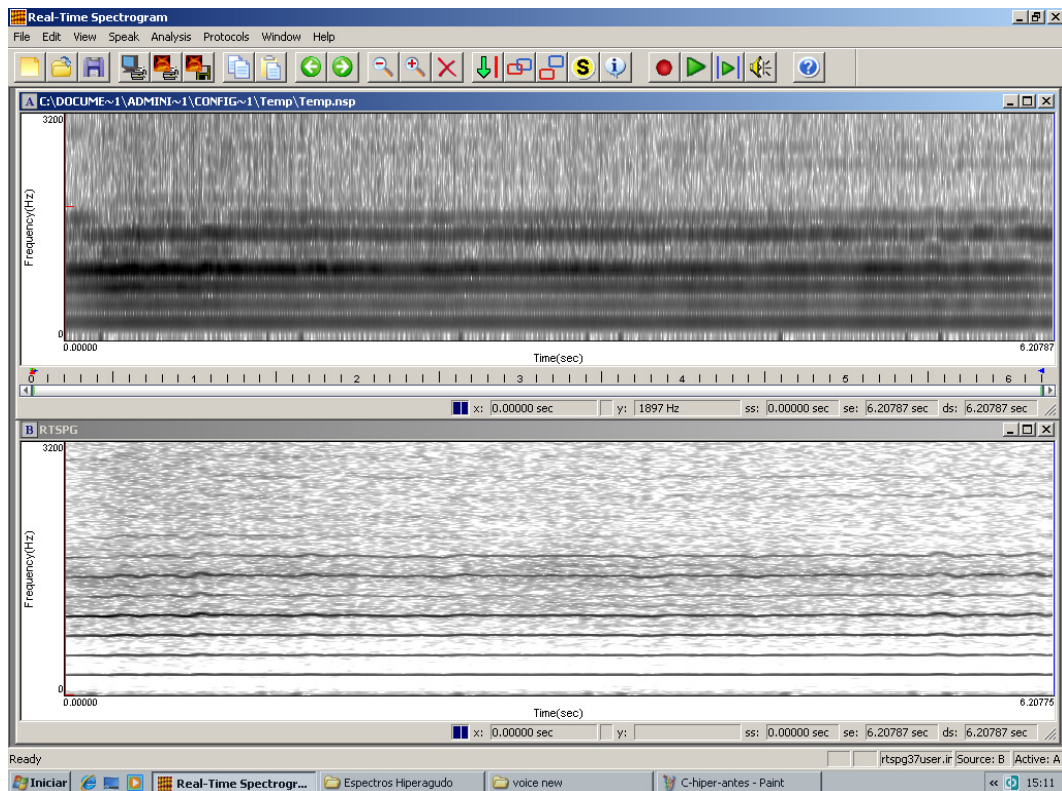 Real-Time Spectrogram
File Edit View Speak Analysis Protocols Window Help
S
A C:\DOCUME~1\ADMINI~1\CONFIG~1\Temp\Temp.nsp
3200
Frequency(Hz)
0
0.00000 6.20787
Time(sec)
0 1 2 3 4 5 6
x: 0.00000 sec y: 1897 Hz ss: 0.00000 sec se: 6.20787 sec ds: 6.20787 sec
B RTSPG
3200
Frequency(Hz)
0
0.00000 6.20775
Time(sec)
x: 0.00000 sec y: ss: 0.00000 sec se: 6.20787 sec ds: 6.20787 sec
Ready rtspg37user.ir Source: B Active: A
Iniciar Real-Time Spectrogr... Espectros Hiperagudo voice new C-hiper-antes - Paint « 15:11